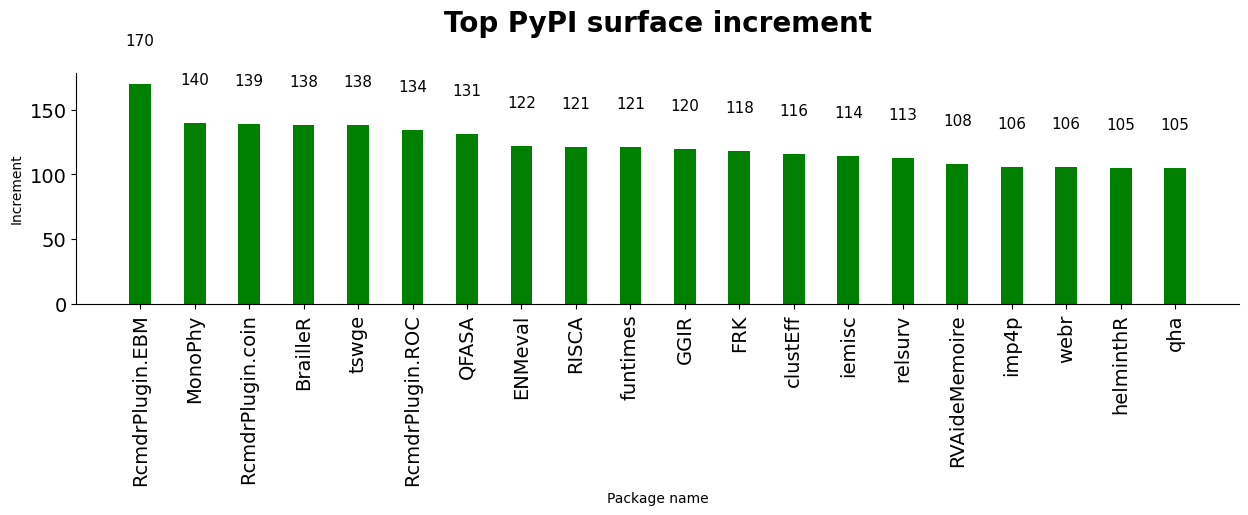 Top PyPI surface increment
170
140
139
138
138
134
131
122
121
121
120
118
116
114
113
108
106
106
105
105
Increment
150
100
50
0
RcmdrPlugin.EBM
MonoPhy
RcmdrPlugin.coin
BrailleR
tswge
RcmdrPlugin.ROC
QFASA
ENMeval
RISCA
funtimes
GGIR
FRK
clustEff
iemisc
relsurv
RVAideMemoire
imp4p
webr
helminthR
qha
Package name